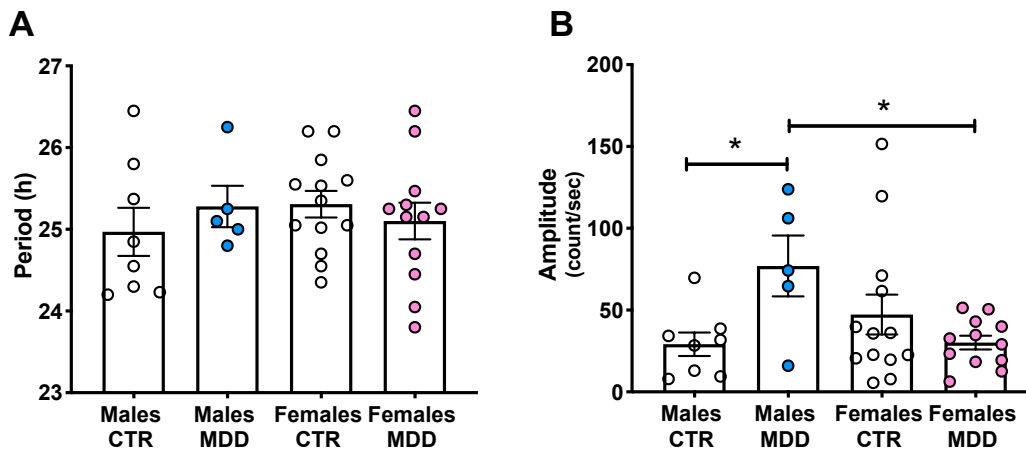 A
Period (h)
27
26
25
24
23
Males Males Females Females
CTR MDD CTR MDD
B
Amplitude
(count/sec)
200
150
100
50
0
*
*
Males Males Females Females
CTR MDD CTR MDD